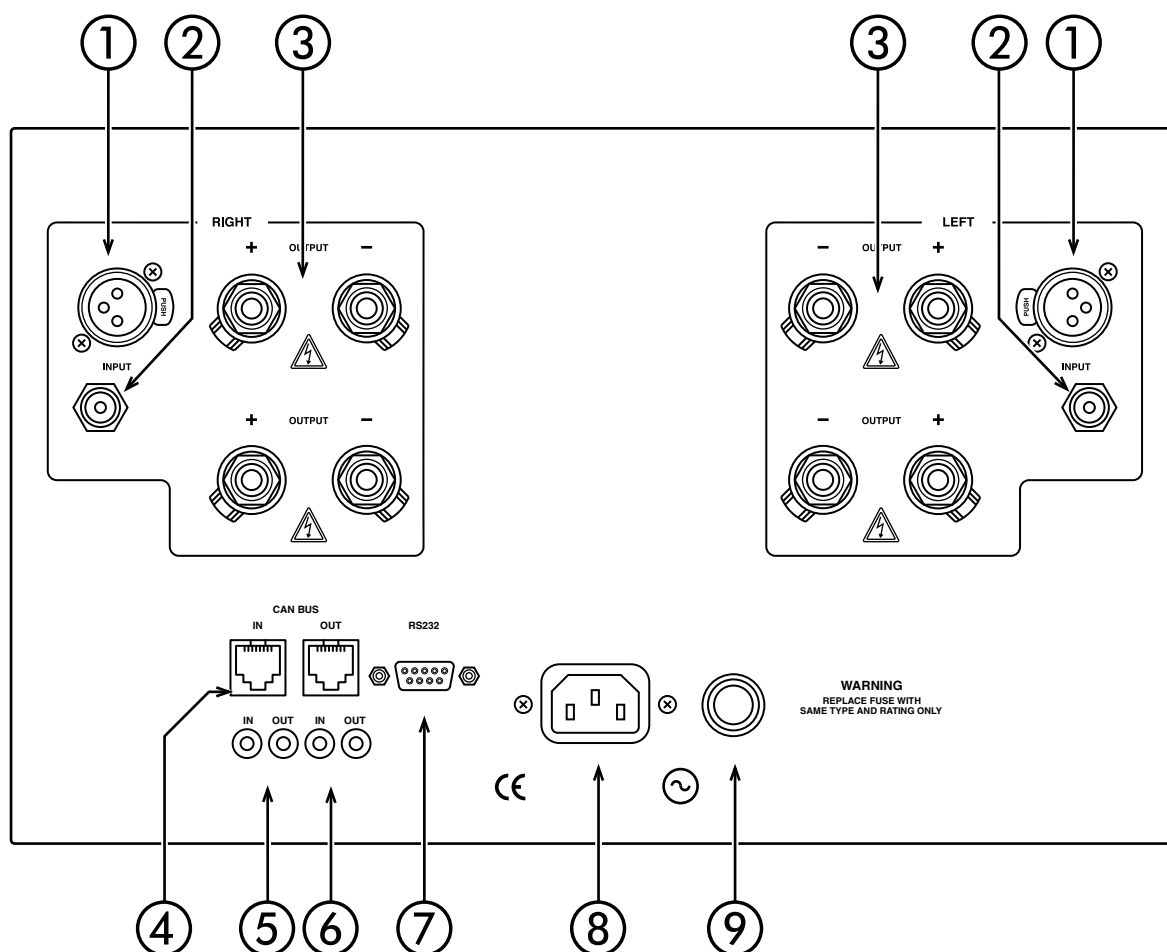 1 2 3 3 2 1
RIGHT LEFT
+ OUTPUT − − OUTPUT +
PUSH PUSH
INPUT INPUT
+ OUTPUT − − OUTPUT +
CAN BUS
IN OUT RS232
WARNING
REPLACE FUSE WITH
SAME TYPE AND RATING ONLY
IN OUT IN OUT
CE
4 5 6 7 8 9